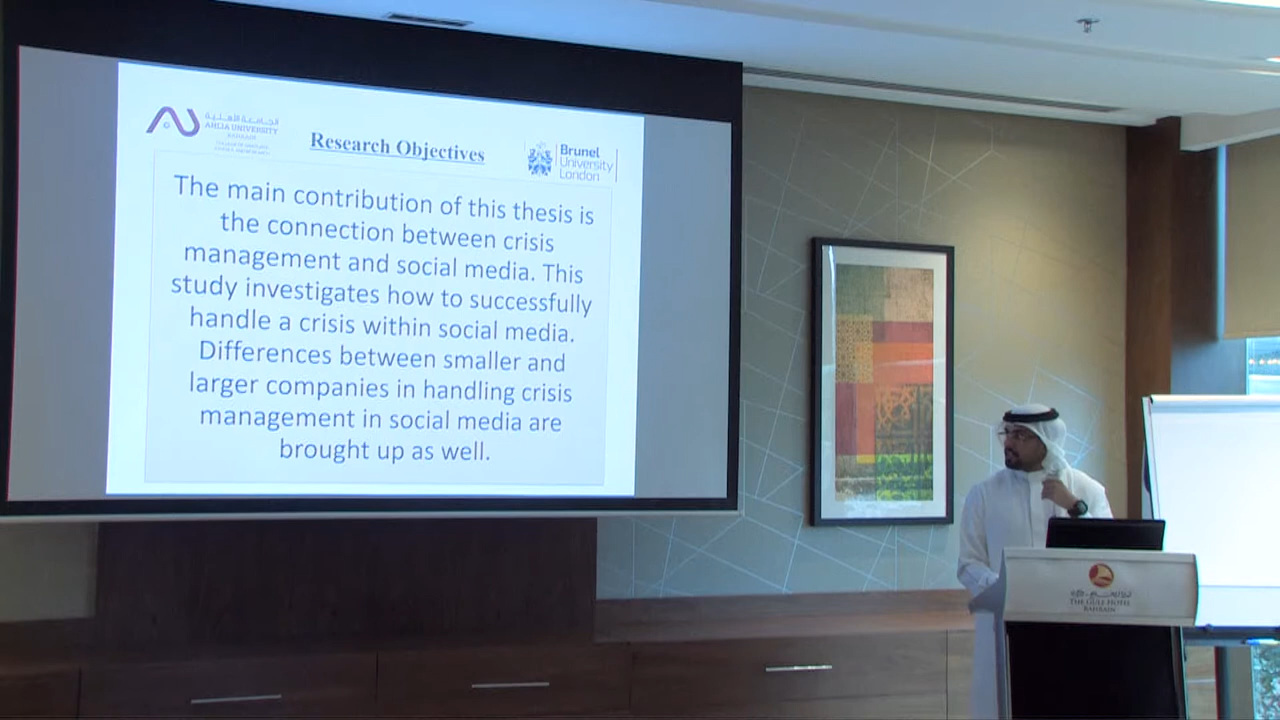 الجامعة الأهلية
AHLIA UNIVERSITY
BAHRAIN
Research Objectives
Brunel
University
London
The main contribution of this thesis is
the connection between crisis
management and social media. This
study investigates how to successfully
handle a crisis within social media.
Differences between smaller and
larger companies in handling crisis
management in social media are
brought up as well.
THE GULF HOTEL
BAHRAIN